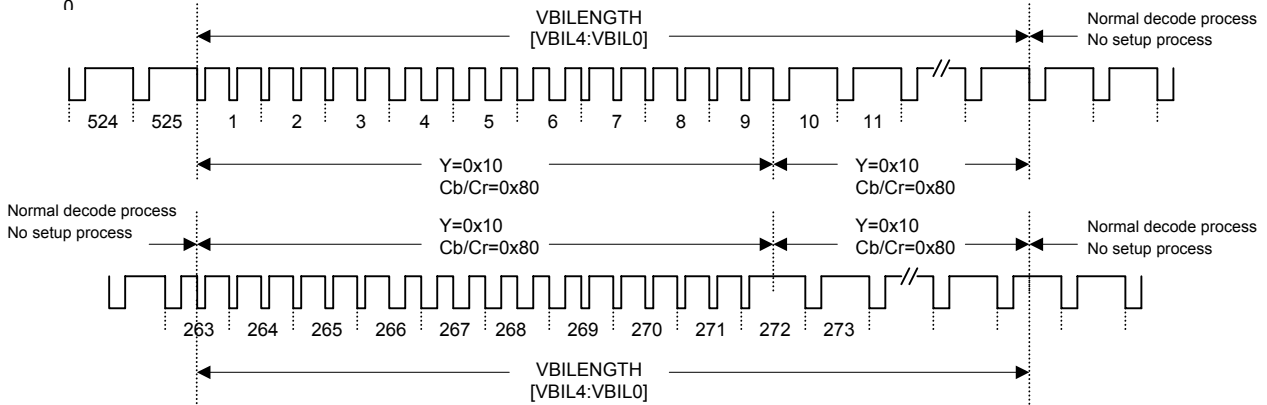 0
VBILENGTH
[VBIL4:VBIL0]
Normal decode process
No setup process
524 525 1 2 3 4 5 6 7 8 9 10 11
Y=0x10
Cb/Cr=0x80
Y=0x10
Cb/Cr=0x80
Normal decode process
No setup process
Y=0x10
Cb/Cr=0x80
Y=0x10
Cb/Cr=0x80
Normal decode process
No setup process
263 264 265 266 267 268 269 270 271 272 273
VBILENGTH
[VBIL4:VBIL0]